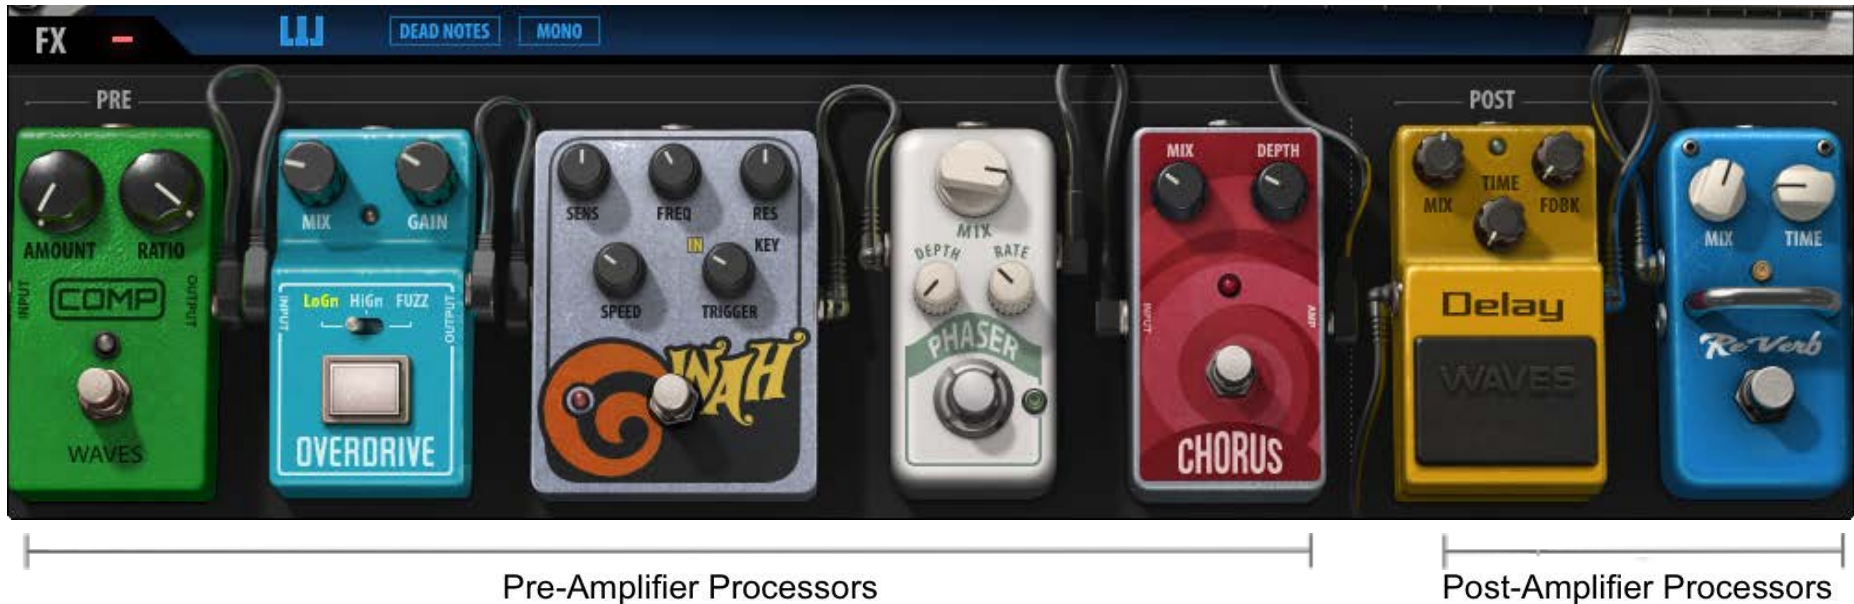 FX
DEAD NOTES
MONO
PRE
POST
AMOUNT
RATIO
INPUT
COMP
OUTPUT
WAVES
MIX
GAIN
INPUT
LoGn
HiGn
FUZZ
OUTPUT
OVERDRIVE
SENS
FREQ
RES
IN
KEY
SPEED
TRIGGER
WAH
MIX
DEPTH
RATE
PHASER
MIX
DEPTH
INPUT
AMP
CHORUS
TIME
MIX
FDBK
Delay
WAVES
MIX
TIME
ReVerb
Pre-Amplifier Processors
Post-Amplifier Processors